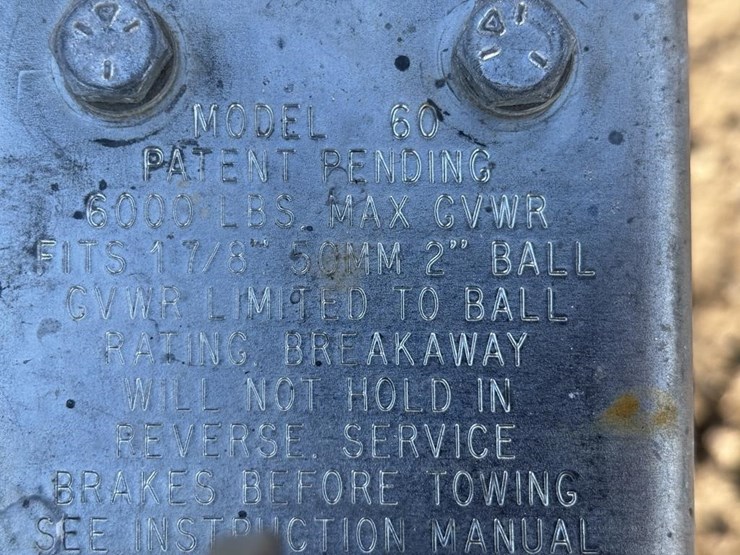 MODEL 60
PATENT PENDING
6000 LBS. MAX GVWR
FITS 1 7/8" 50MM 2" BALL
GVWR LIMITED TO BALL
RATING. BREAKAWAY
WILL NOT HOLD IN
REVERSE. SERVICE
BRAKES BEFORE TOWING
SEE INSTRUCTION MANUAL